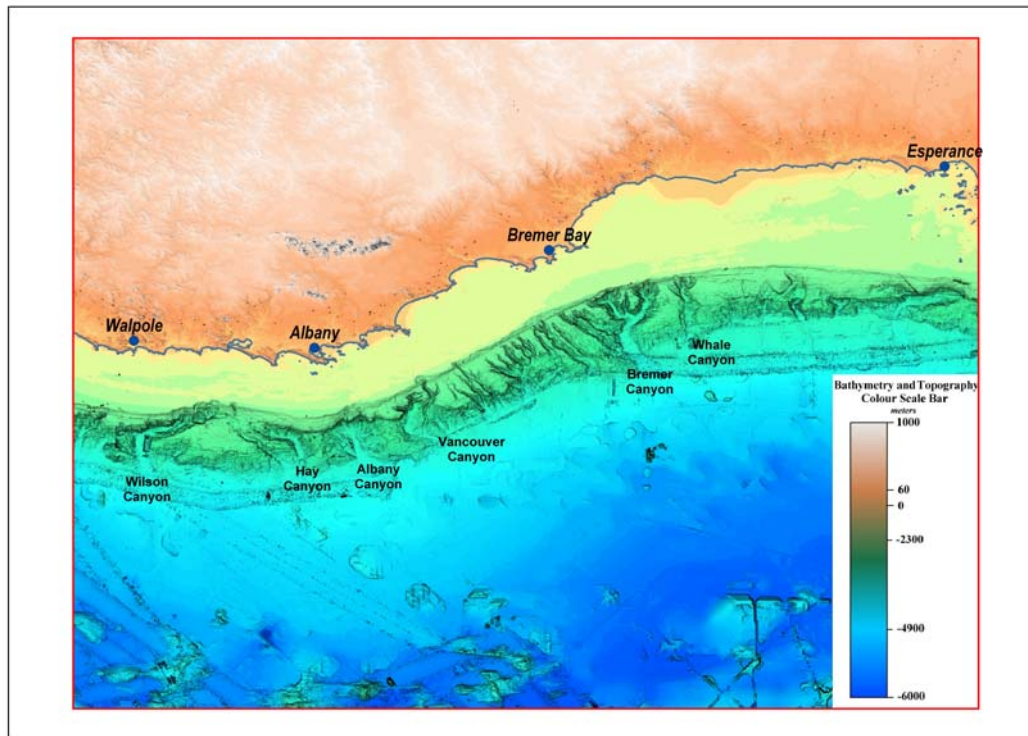 Esperance
Bremer Bay
Walpole
Albany
Whale
Canyon
Bremer
Canyon
Vancouver
Canyon
Hay
Canyon
Albany
Canyon
Wilson
Canyon
Bathymetry and Topography
Colour Scale Bar
meters
1000
60
0
-2300
-4900
-6000